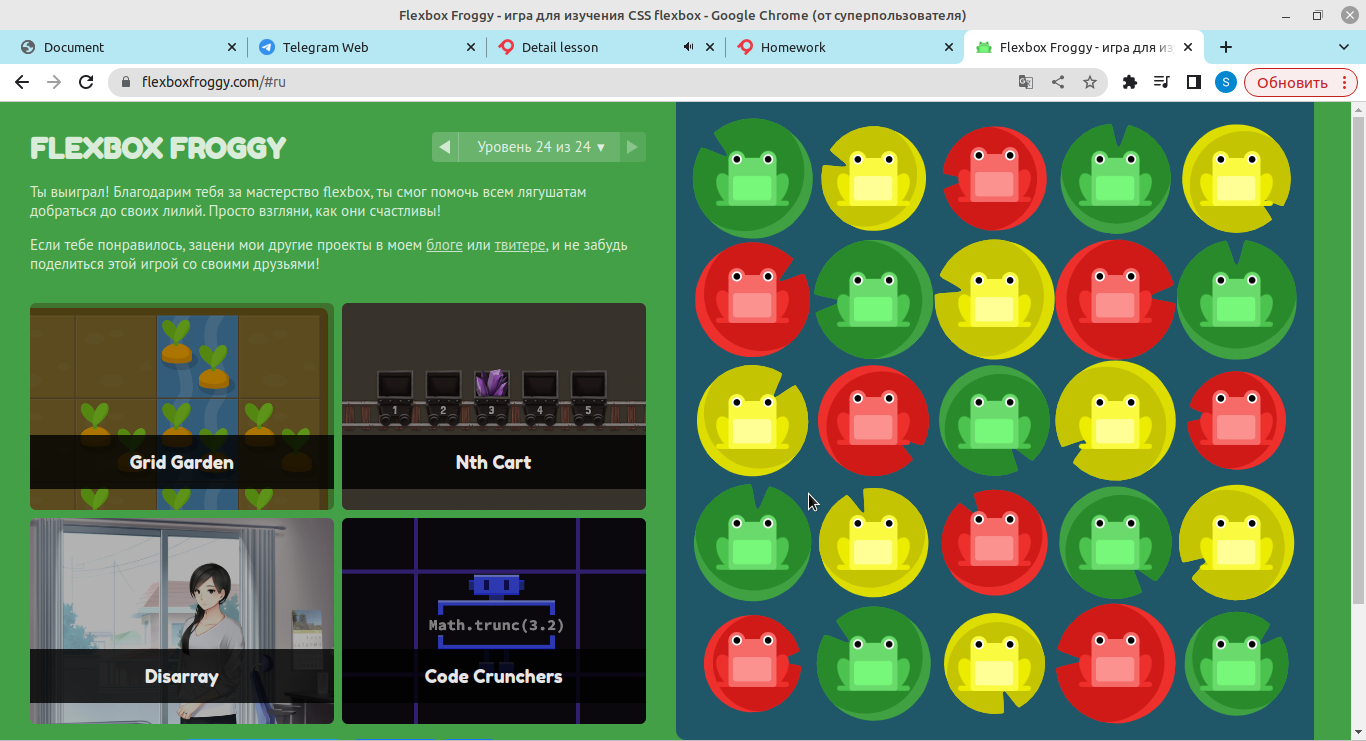 Flexbox Froggy - игра для изучения CSS flexbox - Google Chrome (от суперпользователя)
Document
Telegram Web
Detail lesson
Homework
Flexbox Froggy - игра для из
flexboxfroggy.com/#ru
S
Обновить
FLEXBOX FROGGY
Уровень 24 из 24 ▼
Ты выиграл! Благодарим тебя за мастерство flexbox, ты смог помочь всем лягушатам
добраться до своих лилий. Просто взгляни, как они счастливы!
Если тебе понравилось, зацени мои другие проекты в моем блоге или твитере, и не забудь
поделиться этой игрой со своими друзьями!
1 2 3 4 5
Grid Garden
Nth Cart
Math.trunc(3.2)
Disarray
Code Crunchers